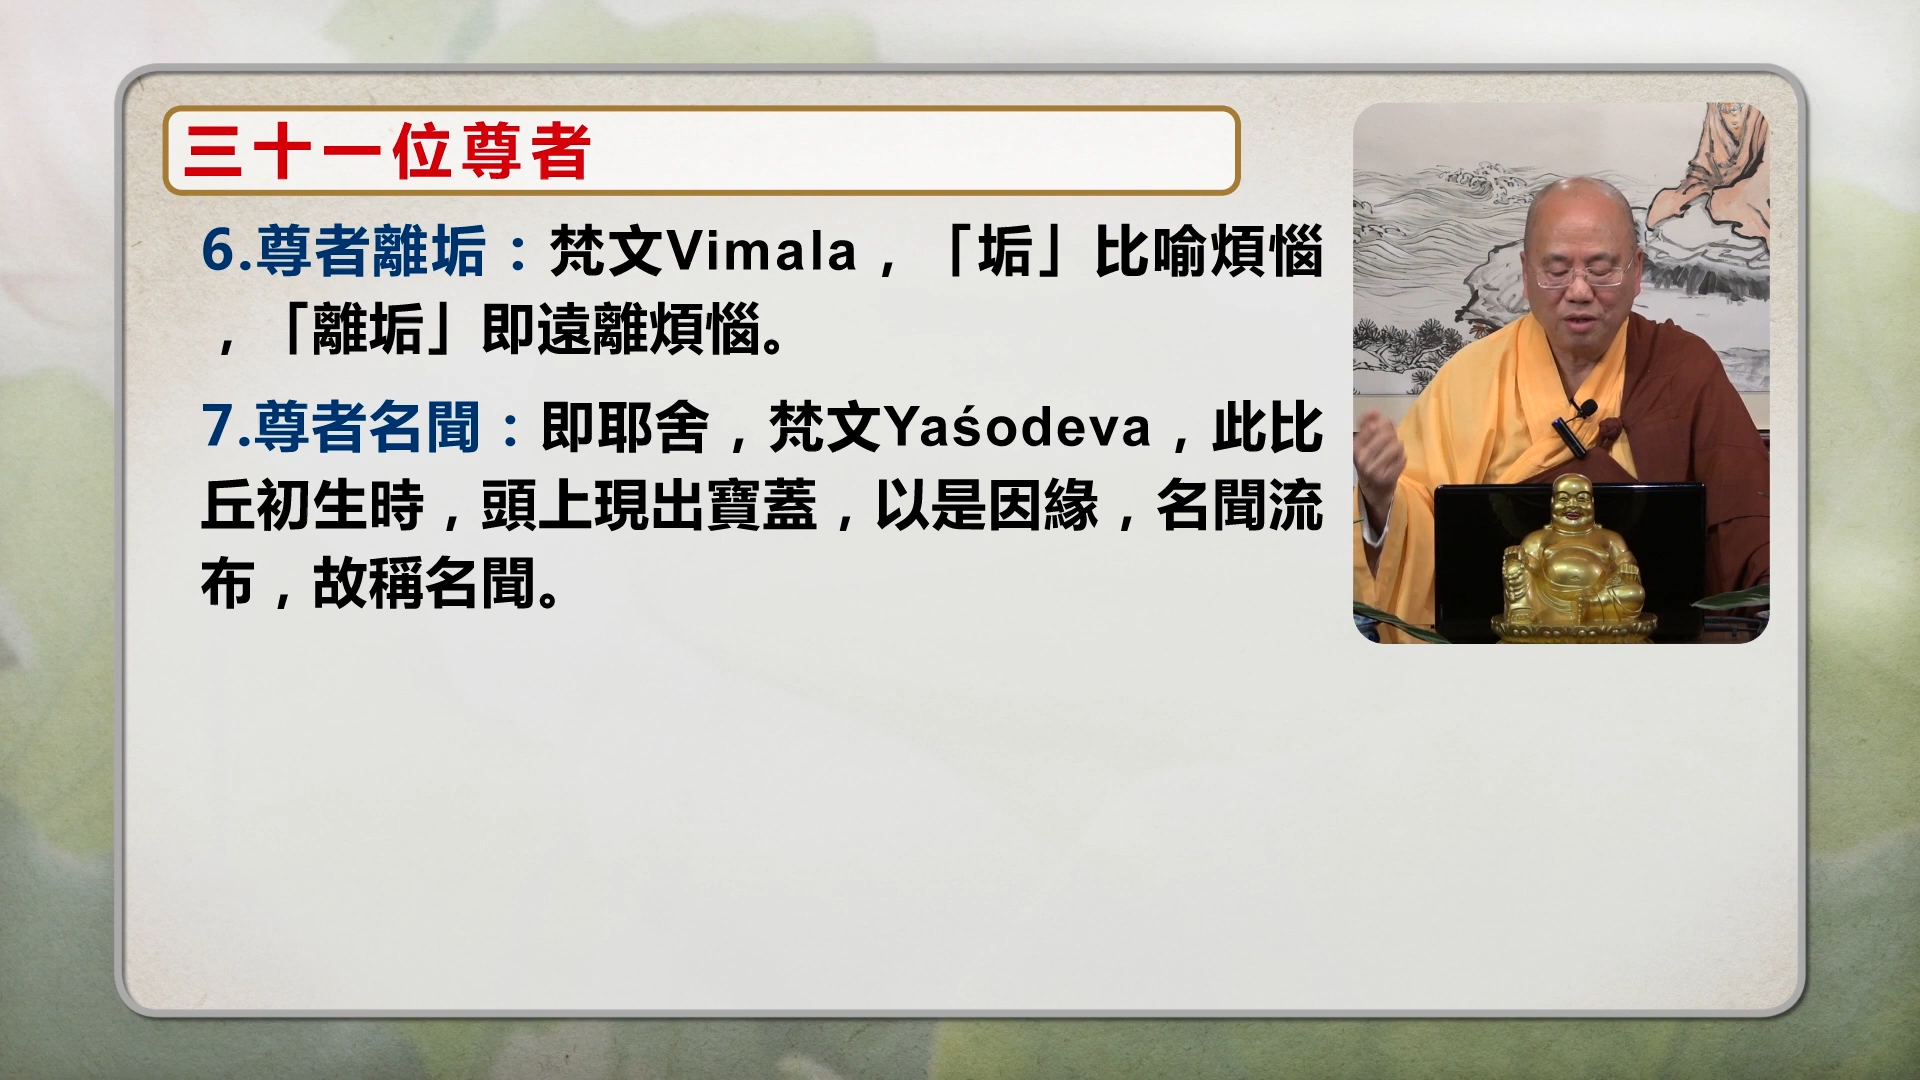 三十一位尊者
6.尊者離垢：梵文Vimala，「垢」比喻煩惱
，「離垢」即遠離煩惱。
7.尊者名聞：即耶舍，梵文Yaśodeva，此比
丘初生時，頭上現出寶蓋，以是因緣，名聞流
布，故稱名聞。